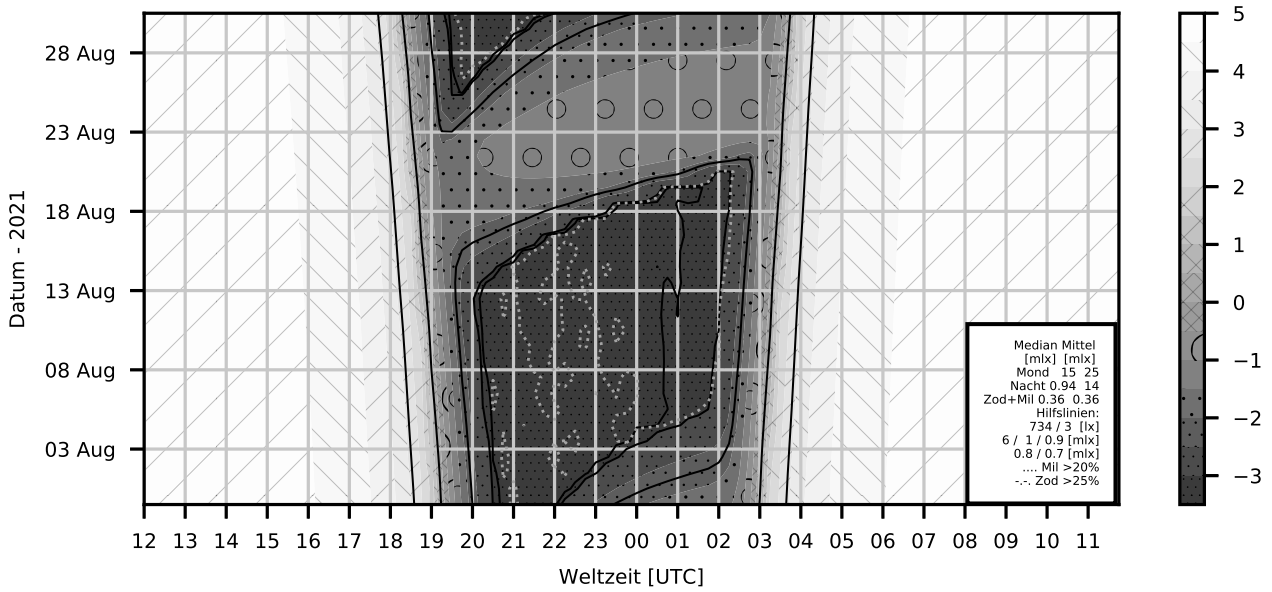 28 Aug
23 Aug
18 Aug
13 Aug
08 Aug
03 Aug
Datum - 2021
12 13 14 15 16 17 18 19 20 21 22 23 00 01 02 03 04 05 06 07 08 09 10 11
Weltzeit [UTC]
Median Mittel
[mlx] [mlx]
Mond 15 25
Nacht 0.94 14
Zod+Mil 0.36 0.36
Hilfslinien:
734 / 3 [lx]
6 / 1 / 0.9 [mlx]
0.8 / 0.7 [mlx]
.... Mil >20%
-.-. Zod >25%
5
4
3
2
1
0
−1
−2
−3